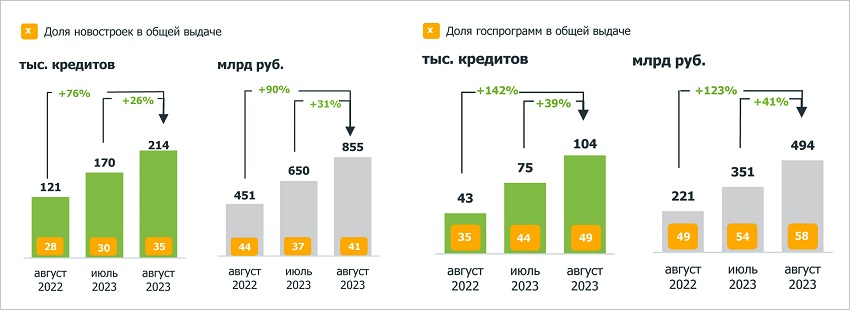 x Доля новостроек в общей выдаче
тыс. кредитов
+76%
+26%
121
170
214
28
30
35
август 2022
июль 2023
август 2023
млрд руб.
+90%
+31%
451
650
855
44
37
41
август 2022
июль 2023
август 2023
x Доля госпрограмм в общей выдаче
тыс. кредитов
+142%
+39%
43
75
104
35
44
49
август 2022
июль 2023
август 2023
млрд руб.
+123%
+41%
221
351
494
49
54
58
август 2022
июль 2023
август 2023